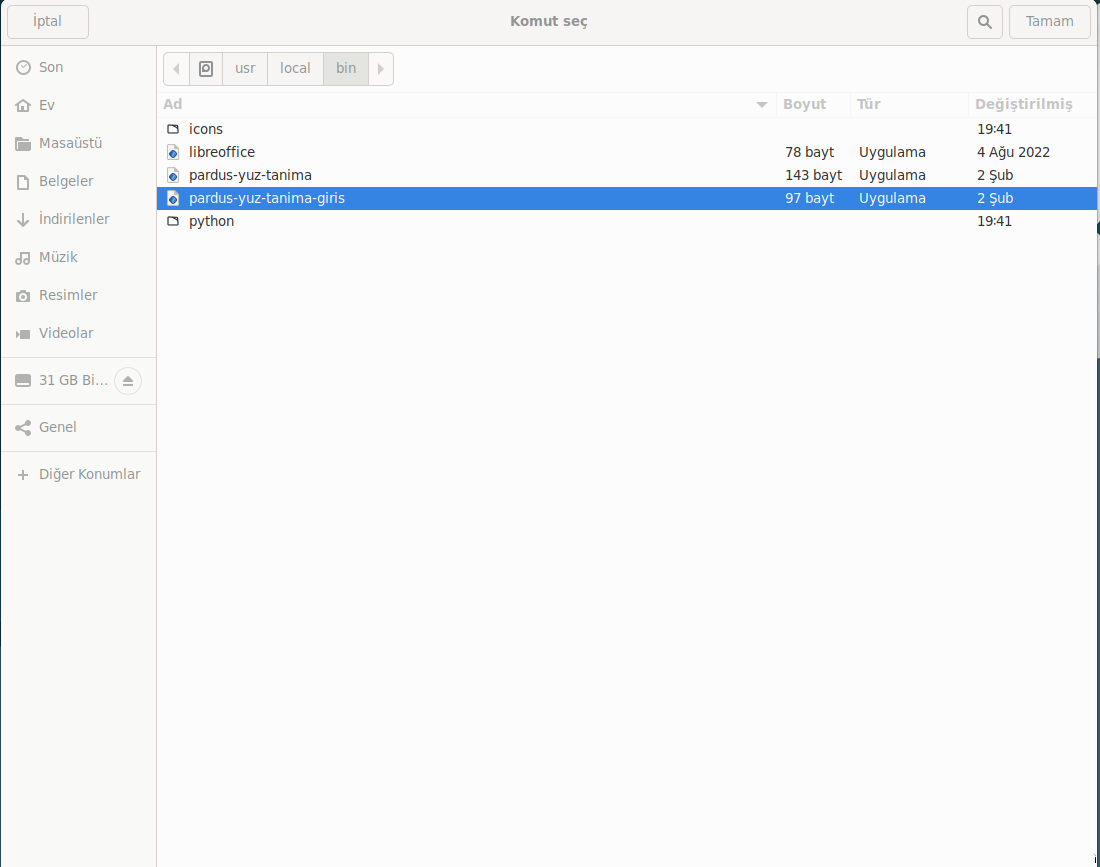 İptal Komut seç Tamam
Son
Ev
Masaüstü
Belgeler
İndirilenler
Müzik
Resimler
Videolar
31 GB Bi...
Genel
Diğer Konumlar
usr local bin
Ad Boyut Tür Değiştirilmiş
icons 19:41
libreoffice 78 bayt Uygulama 4 Ağu 2022
pardus-yuz-tanima 143 bayt Uygulama 2 Şub
pardus-yuz-tanima-giris 97 bayt Uygulama 2 Şub
python 19:41